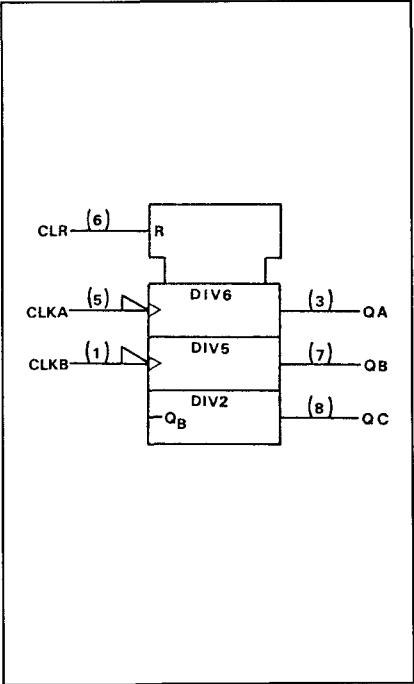 CLR (6) R
DIV6
CLKA (5) (3) QA
DIV5
CLKB (1) (7) QB
DIV2
QB (8) QC